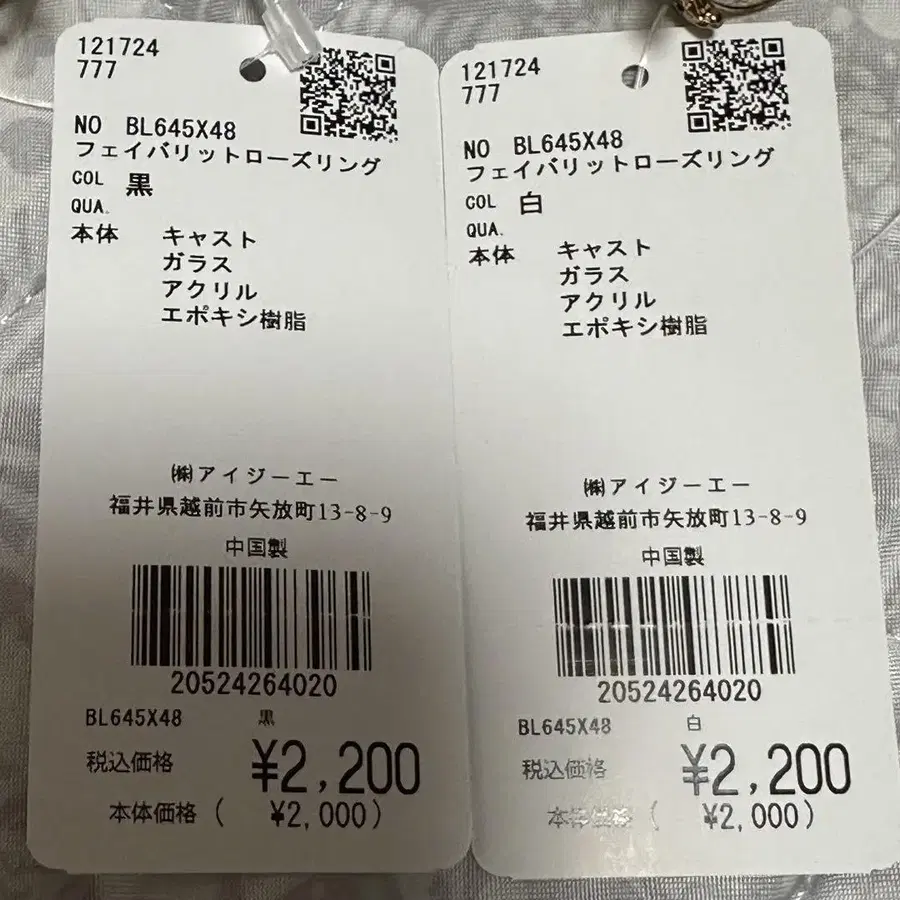 121724
777
NO BL645X48
フェイバリットローズリング
COL 黒
QUA.
本体 キャスト
ガラス
アクリル
エポキシ樹脂
㈱アイジーエー
福井県越前市矢放町13-8-9
中国製
20524264020
BL645X48 黒
税込価格 ¥2,200
本体価格 ( ¥2,000)
121724
777
NO BL645X48
フェイバリットローズリング
COL 白
QUA.
本体 キャスト
ガラス
アクリル
エポキシ樹脂
㈱アイジーエー
福井県越前市矢放町13-8-9
中国製
20524264020
BL645X48 白
税込価格 ¥2,200
本体価格 ( ¥2,000)